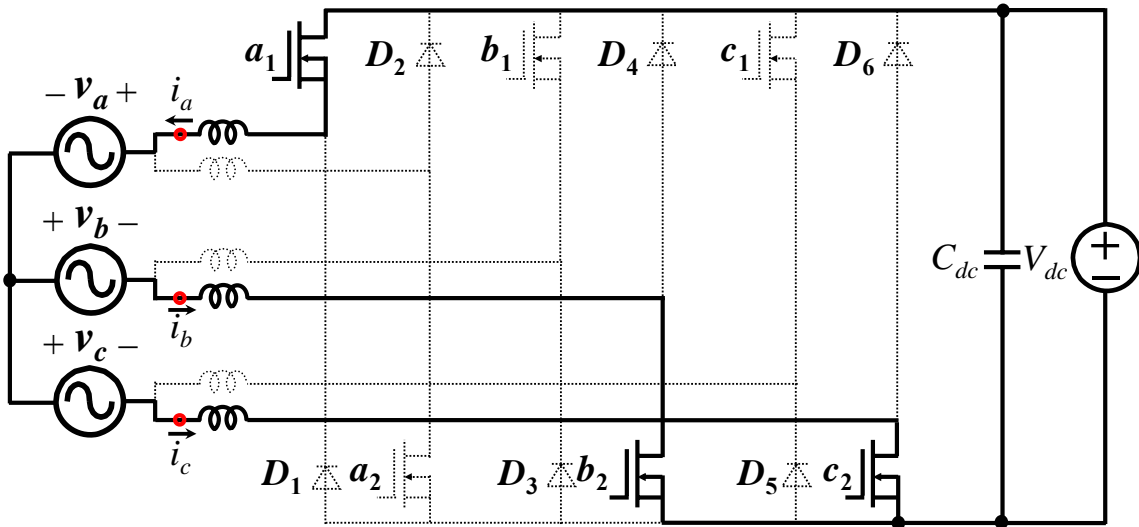 a1 D2 b1 D4 c1 D6
− va + ia
+ vb −
ib
+ vc −
ic
Cdc Vdc + −
D1 a2 D3 b2 D5 c2